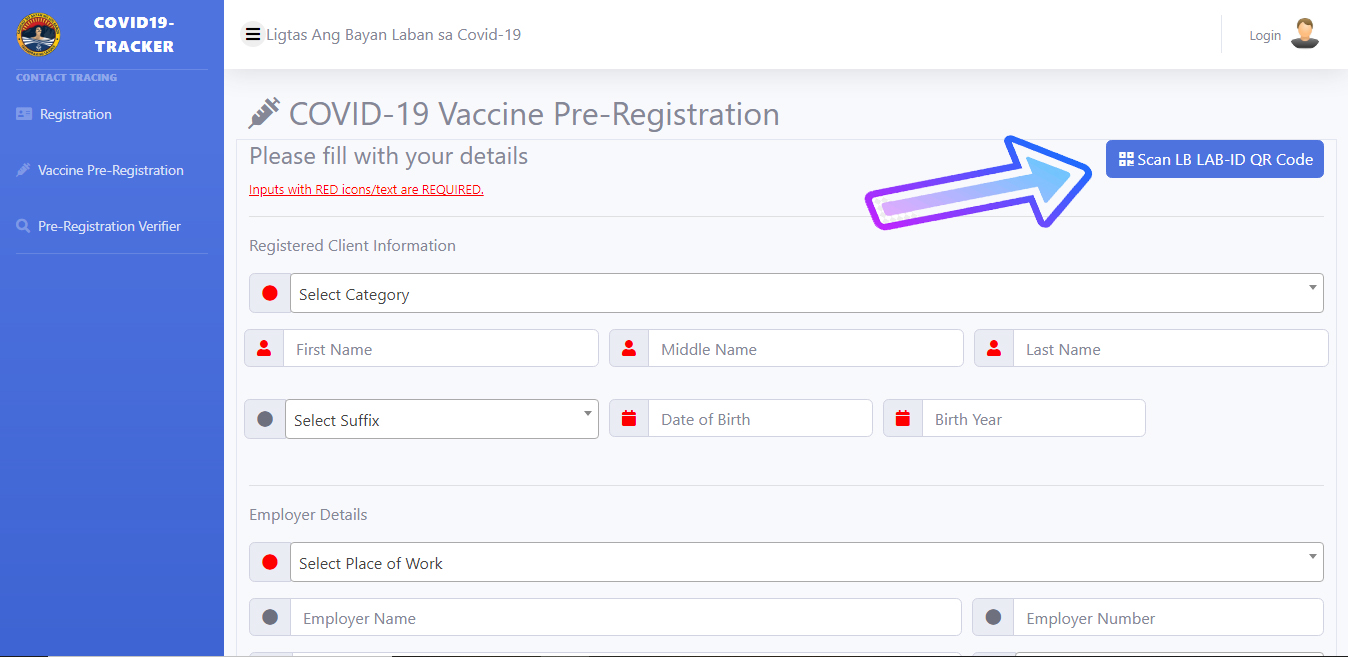 COVID19-
TRACKER
CONTACT TRACING
Registration
Vaccine Pre-Registration
Pre-Registration Verifier
Ligtas Ang Bayan Laban sa Covid-19
Login
COVID-19 Vaccine Pre-Registration
Please fill with your details
Scan LB LAB-ID QR Code
Inputs with RED icons/text are REQUIRED.
Registered Client Information
Select Category
First Name
Middle Name
Last Name
Select Suffix
Date of Birth
Birth Year
Employer Details
Select Place of Work
Employer Name
Employer Number